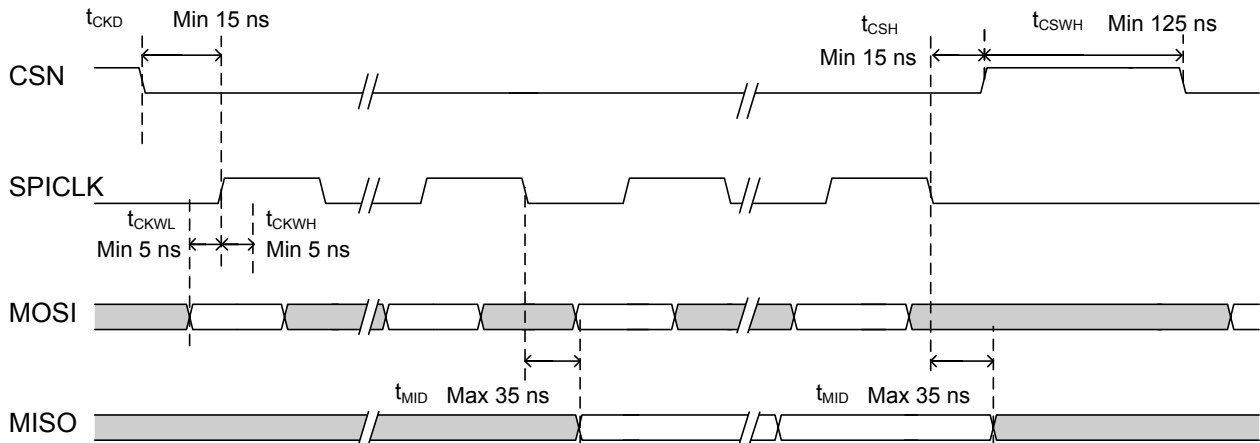 tCKD Min 15 ns
tCSH
Min 15 ns
tCSWH Min 125 ns
CSN
SPICLK
tCKWL
Min 5 ns
tCKWH
Min 5 ns
MOSI
tMID Max 35 ns
tMID Max 35 ns
MISO